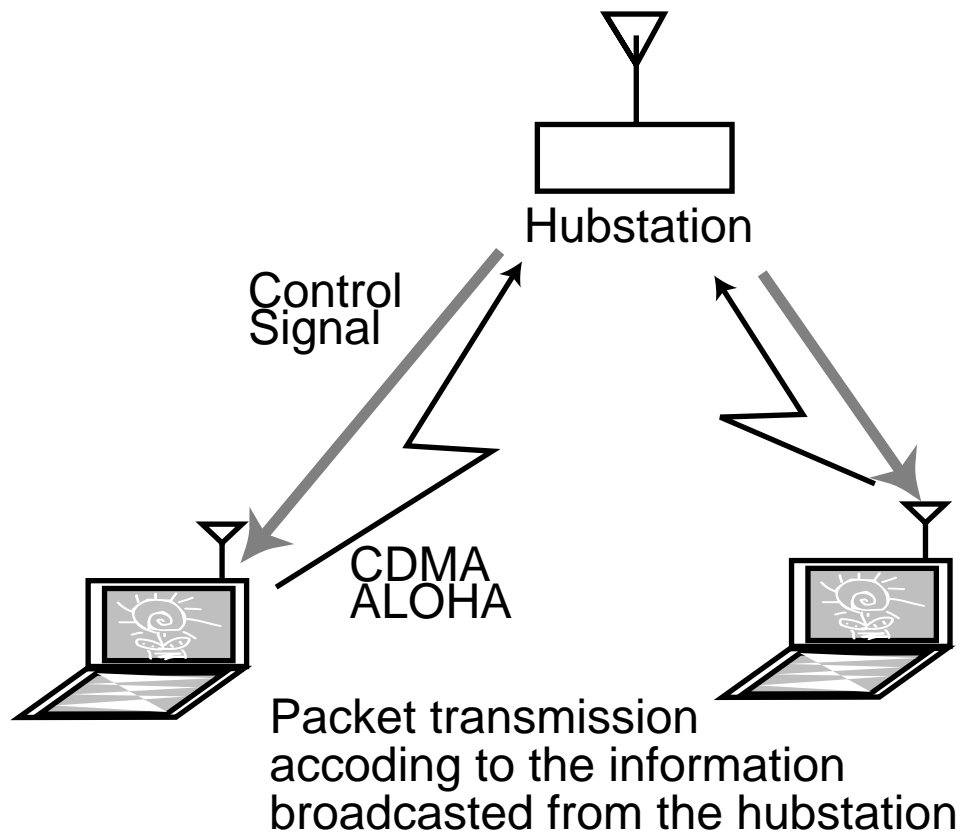 Hubstation
Control
Signal
CDMA
ALOHA
Packet transmission
accoding to the information
broadcasted from the hubstation